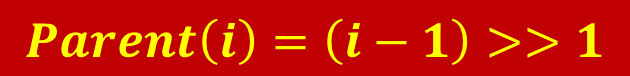 Parent(i) = (i − 1) >> 1